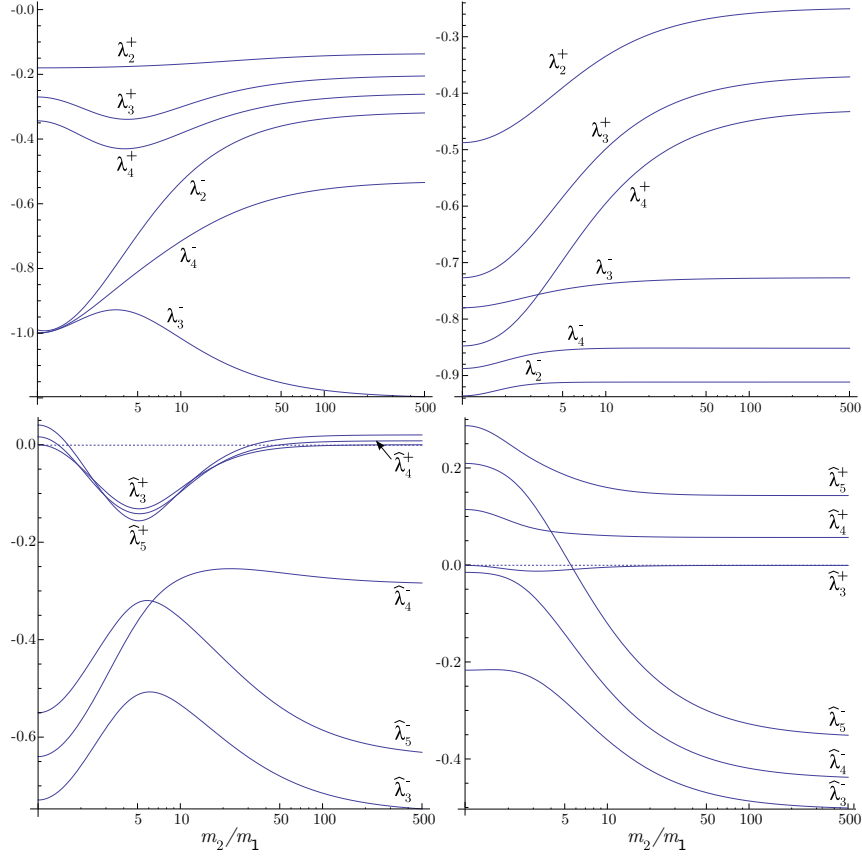 -0.0
-0.2
-0.4
-0.6
-0.8
-1.0
λ₂⁺
λ₃⁺
λ₄⁺
λ₂⁻
λ₄⁻
λ₃⁻
5 10 50 100 500
-0.3
-0.4
-0.5
-0.6
-0.7
-0.8
-0.9
λ₂⁺
λ₃⁺
λ₄⁺
λ₃⁻
λ₄⁻
λ₂⁻
5 10 50 100 500
0.0
-0.2
-0.4
-0.6
λ̂₄⁺
λ̂₃⁺
λ̂₅⁺
λ̂₄⁻
λ̂₅⁻
λ̂₃⁻
5 10 50 100 500
m₂/m₁
0.2
0.0
-0.2
-0.4
λ̂₅⁺
λ̂₄⁺
λ̂₃⁺
λ̂₅⁻
λ̂₄⁻
λ̂₃⁻
5 10 50 100 500
m₂/m₁